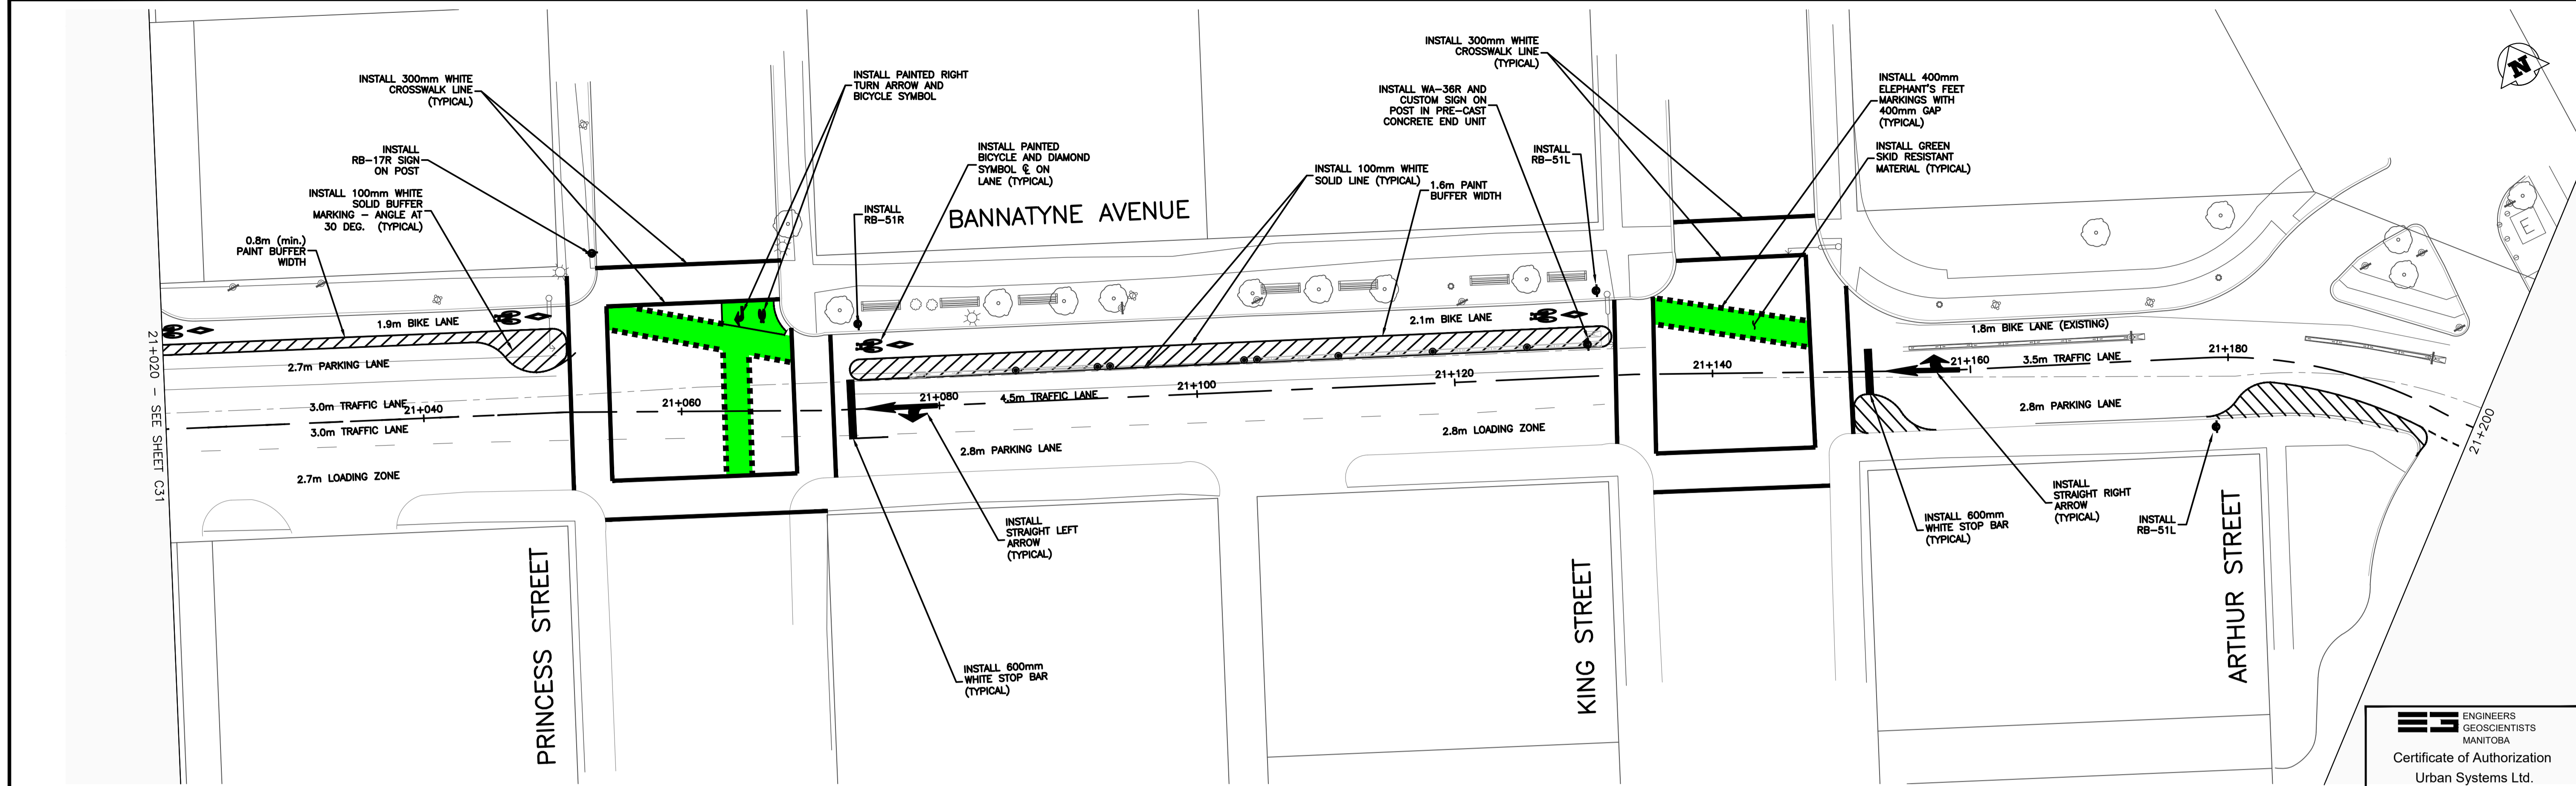 INSTALL 300mm WHITE
CROSSWALK LINE
(TYPICAL)
INSTALL
RB-17R SIGN
ON POST
INSTALL 100mm WHITE
SOLID BUFFER
MARKING – ANGLE AT
30 DEG. (TYPICAL)
0.8m (min.)
PAINT BUFFER
WIDTH
INSTALL PAINTED RIGHT
TURN ARROW AND
BICYCLE SYMBOL
INSTALL PAINTED
BICYCLE AND DIAMOND
SYMBOL ℄ ON
LANE (TYPICAL)
INSTALL
RB-51R
BANNATYNE AVENUE
INSTALL 100mm WHITE
SOLID LINE (TYPICAL)
1.6m PAINT
BUFFER WIDTH
INSTALL 300mm WHITE
CROSSWALK LINE
(TYPICAL)
INSTALL WA-36R AND
CUSTOM SIGN ON
POST IN PRE-CAST
CONCRETE END UNIT
INSTALL
RB-51L
INSTALL 400mm
ELEPHANT'S FEET
MARKINGS WITH
400mm GAP
(TYPICAL)
INSTALL GREEN
SKID RESISTANT
MATERIAL (TYPICAL)
N
E
21+020 - SEE SHEET C31
1.9m BIKE LANE
2.7m PARKING LANE
3.0m TRAFFIC LANE
21+040
3.0m TRAFFIC LANE
2.7m LOADING ZONE
21+060
21+080
4.5m TRAFFIC LANE
21+100
21+120
2.1m BIKE LANE
2.8m PARKING LANE
2.8m LOADING ZONE
21+140
1.8m BIKE LANE (EXISTING)
21+160
3.5m TRAFFIC LANE
21+180
2.8m PARKING LANE
21+200
INSTALL
STRAIGHT LEFT
ARROW
(TYPICAL)
INSTALL 600mm
WHITE STOP BAR
(TYPICAL)
INSTALL 600mm
WHITE STOP BAR
(TYPICAL)
INSTALL
STRAIGHT RIGHT
ARROW
(TYPICAL)
INSTALL
RB-51L
PRINCESS STREET
KING STREET
ARTHUR STREET
ENGINEERS
GEOSCIENTISTS
MANITOBA
Certificate of Authorization
Urban Systems Ltd.